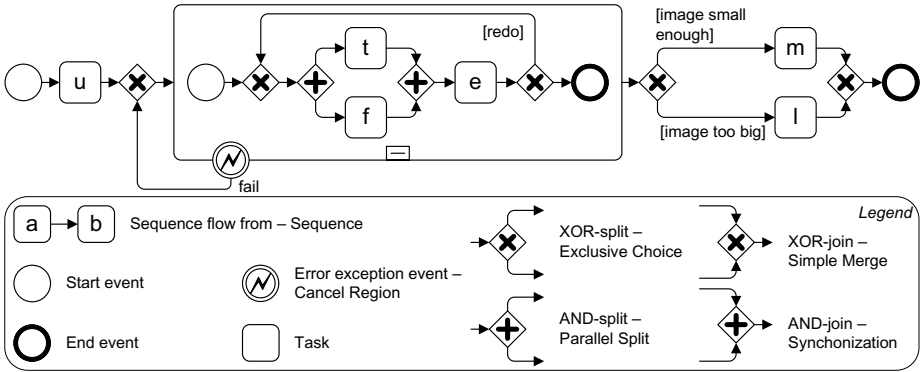 [image small
enough]
[redo]
t
m
u
e
f
l
[image too big]
fail
Legend
a
b
Sequence flow from – Sequence
XOR-split –
Exclusive Choice
XOR-join –
Simple Merge
Start event
Error exception event –
Cancel Region
End event
Task
AND-split –
Parallel Split
AND-join –
Synchonization